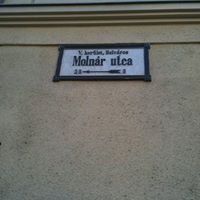 V. kerület, Belváros
Molnár utca